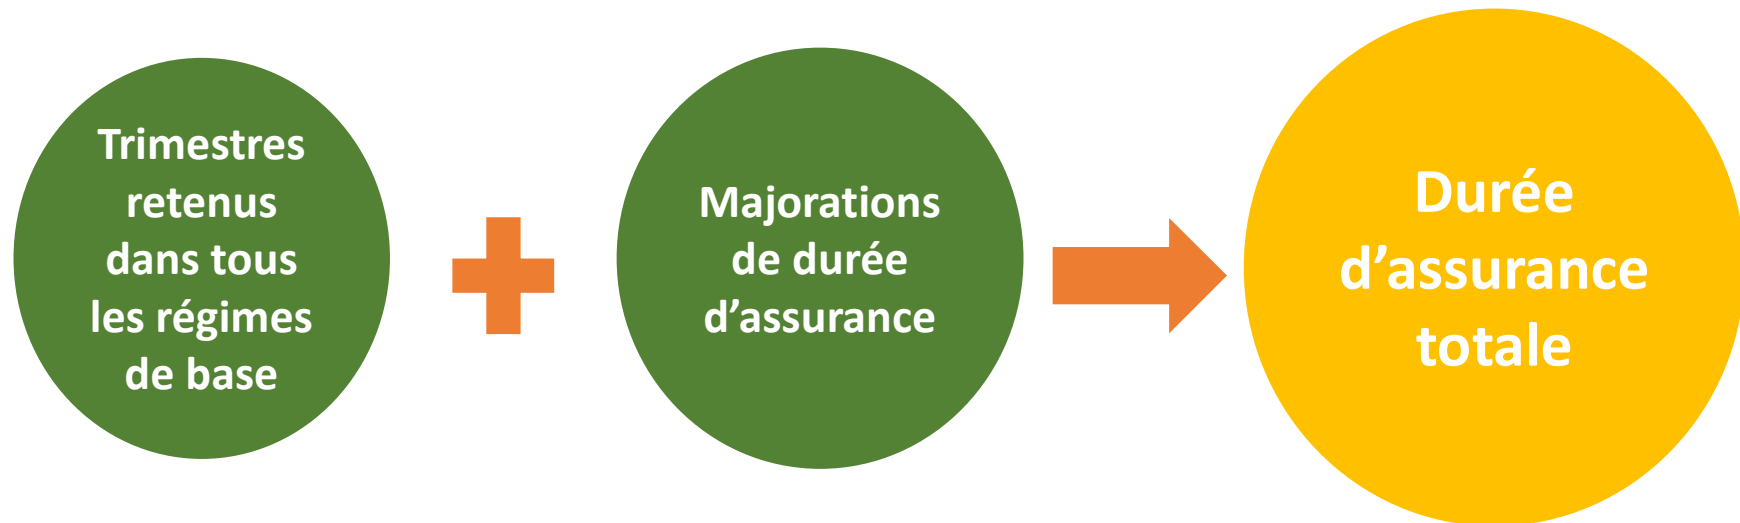 Trimestres
retenus
dans tous
les régimes
de base
Majorations
de durée
d’assurance
Durée
d’assurance
totale